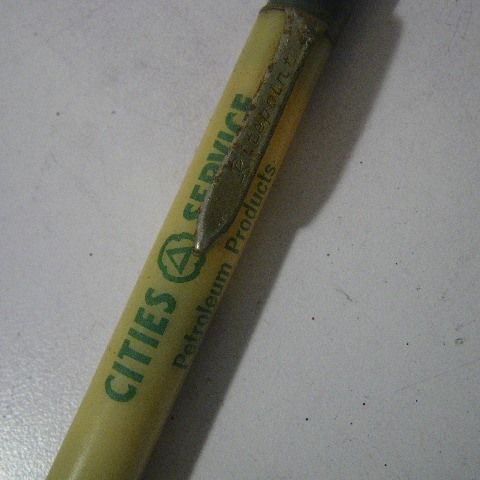 CITIES SERVICE
Petroleum Products